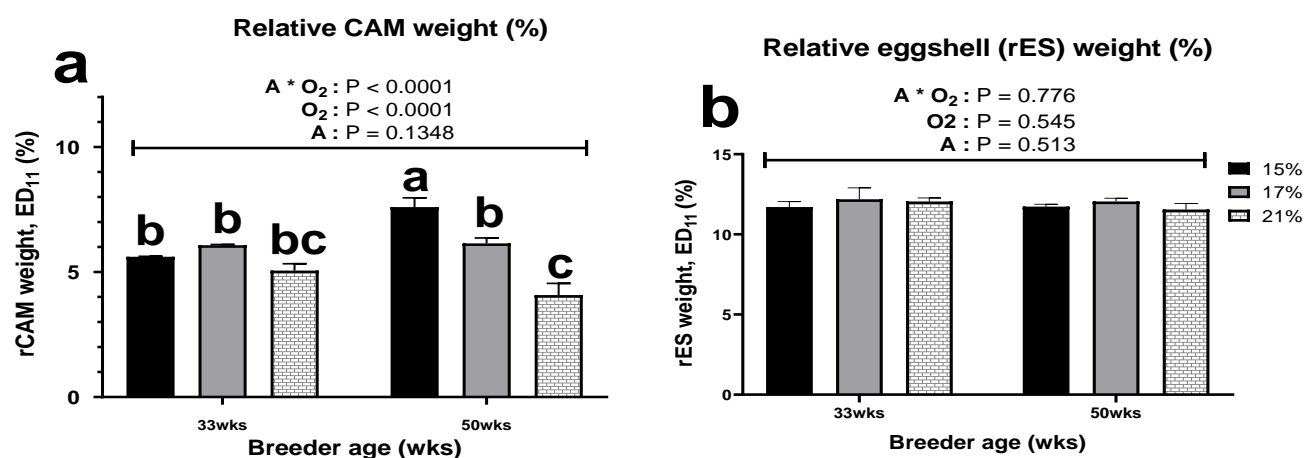 Relative CAM weight (%)
a
A * O₂ : P < 0.0001
O₂ : P < 0.0001
A : P = 0.1348
rCAM weight, ED₁₁ (%)
10
5
0
b
b
bc
a
b
c
33wks
50wks
Breeder age (wks)
Relative eggshell (rES) weight (%)
b
A * O₂ : P = 0.776
O2 : P = 0.545
A : P = 0.513
rES weight, ED₁₁ (%)
15
10
5
0
33wks
50wks
Breeder age (wks)
15%
17%
21%